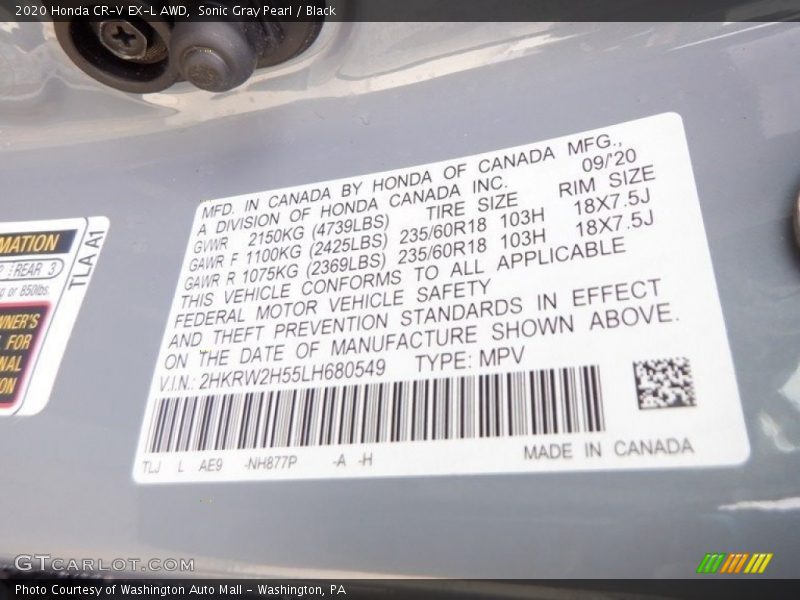 2020 Honda CR-V EX-L AWD, Sonic Gray Pearl / Black
MFD. IN CANADA BY HONDA OF CANADA MFG.,
A DIVISION OF HONDA CANADA INC. 09/'20
TIRE SIZE RIM SIZE
GVWR 2150KG (4739LBS)
GAWR F 1100KG (2425LBS) 235/60R18 103H 18X7.5J
GAWR R 1075KG (2369LBS) 235/60R18 103H 18X7.5J
THIS VEHICLE CONFORMS TO ALL APPLICABLE
FEDERAL MOTOR VEHICLE SAFETY
AND THEFT PREVENTION STANDARDS IN EFFECT
ON THE DATE OF MANUFACTURE SHOWN ABOVE.
V.I.N.: 2HKRW2H55LH680549 TYPE: MPV
TLJ L AE9 -NH877P -A -H MADE IN CANADA
MATION
REAR 3
TLA A1
or 850lbs.
WNER'S
FOR
NAL
ON
GTCARLOT.COM
Photo Courtesy of Washington Auto Mall - Washington, PA